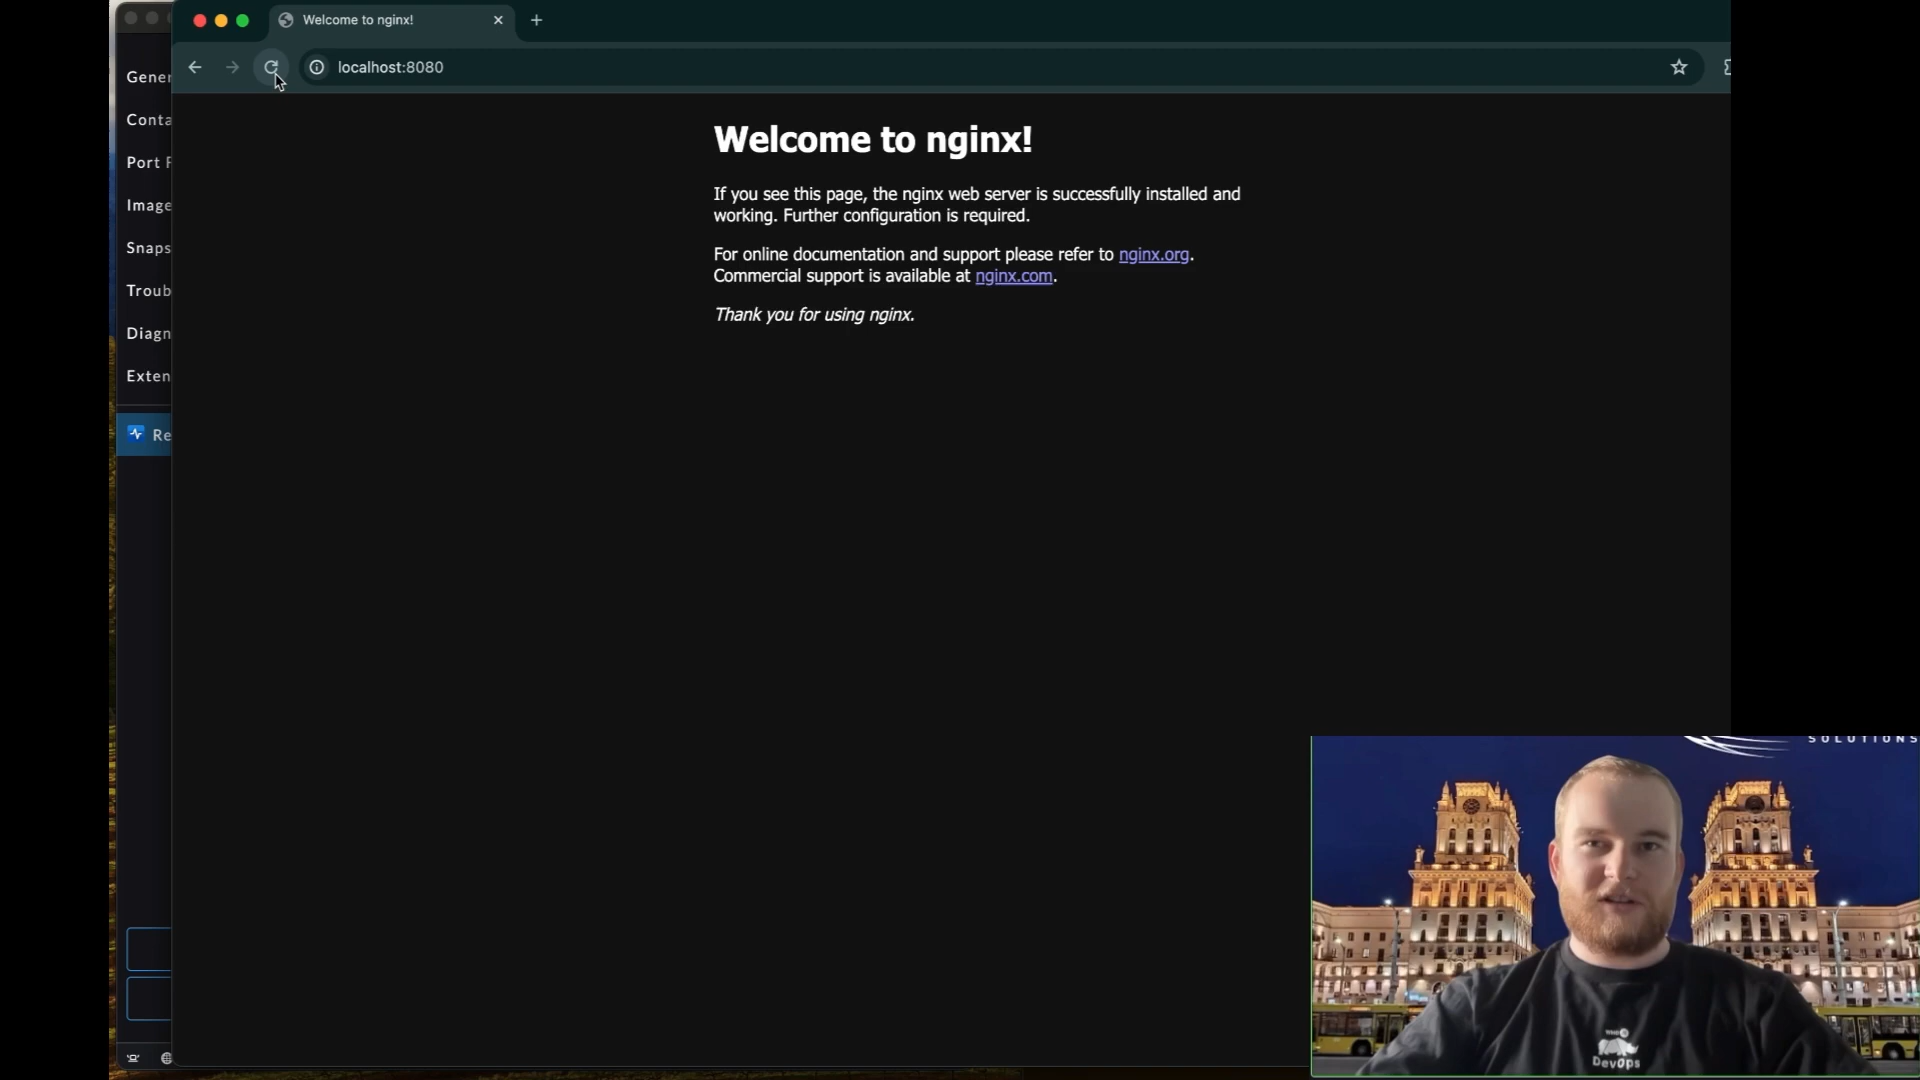 Welcome to nginx!
localhost:8080
Gener
Conta
Port F
Image
Snaps
Troub
Diagn
Exten
Re
Welcome to nginx!
If you see this page, the nginx web server is successfully installed and
working. Further configuration is required.
For online documentation and support please refer to nginx.org.
Commercial support is available at nginx.com.
Thank you for using nginx.
SOLUTIONS
DevOps